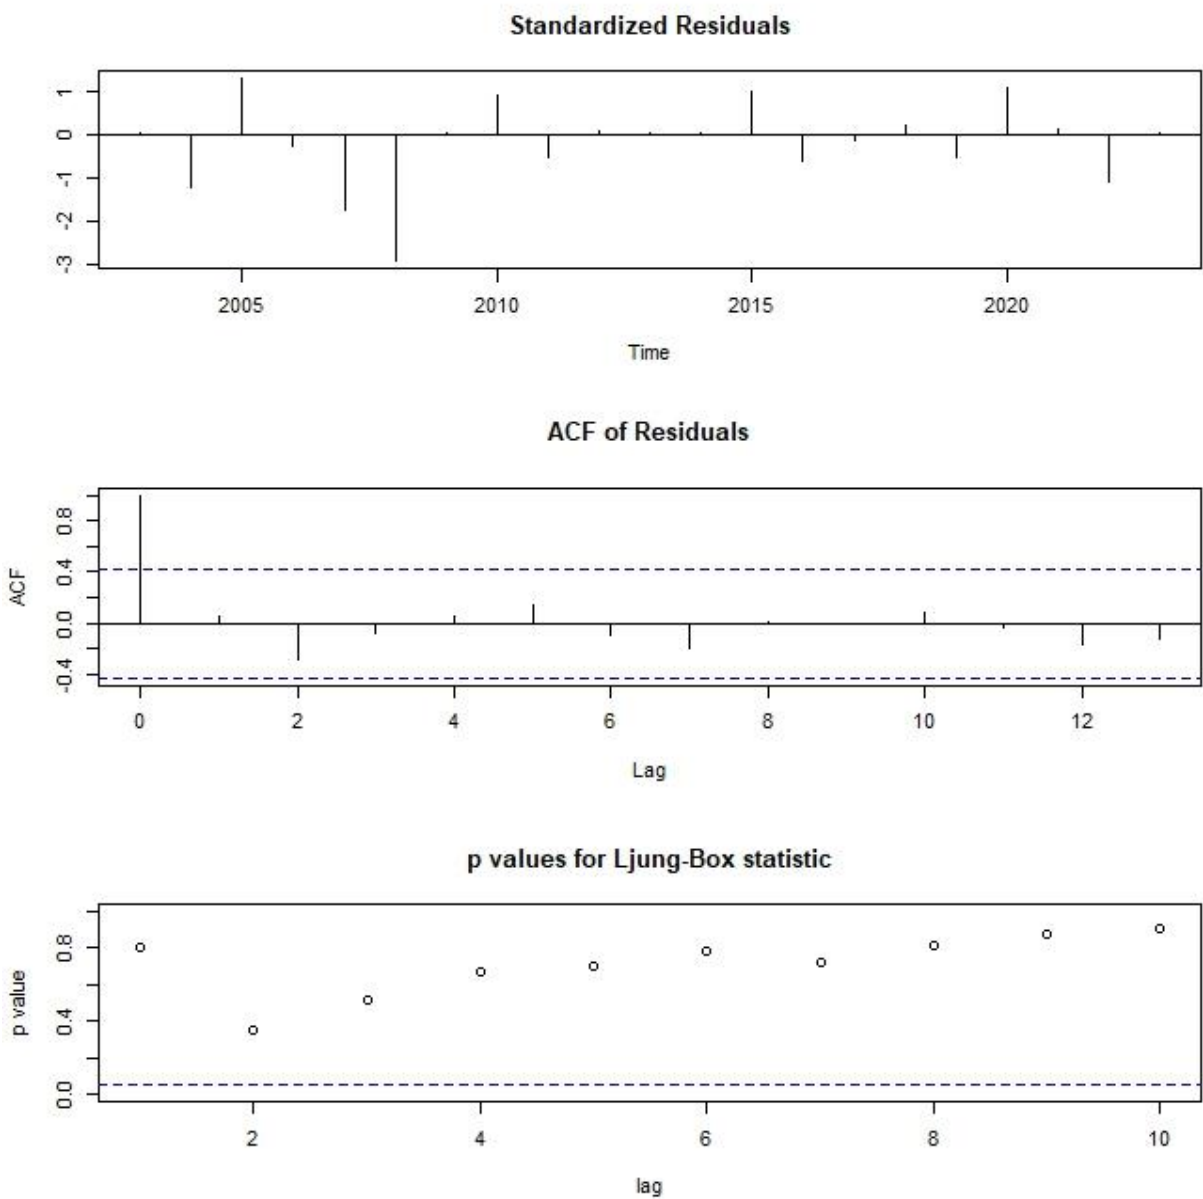 Standardized Residuals
1
0
-1
-2
-3
2005 2010 2015 2020
Time
ACF of Residuals
ACF
0.8
0.4
0.0
-0.4
0 2 4 6 8 10 12
Lag
p values for Ljung-Box statistic
p value
0.8
0.4
0.0
2 4 6 8 10
lag